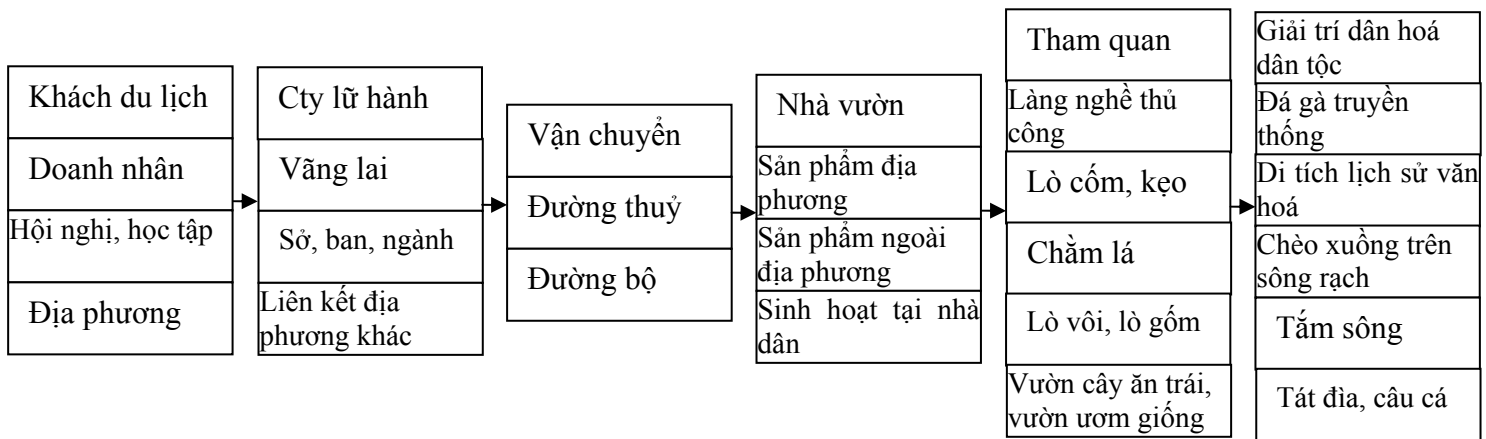 Khách du lịch
Doanh nhân
Hội nghị, học tập
Địa phương
Cty lữ hành
Vãng lai
Sở, ban, ngành
Liên kết địa
phương khác
Vận chuyển
Đường thuỷ
Đường bộ
Nhà vườn
Sản phẩm địa
phương
Sản phẩm ngoài
địa phương
Sinh hoạt tại nhà
dân
Tham quan
Làng nghề thủ
công
Lò cốm, kẹo
Chằm lá
Lò vôi, lò gốm
Vườn cây ăn trái,
vườn ươm giống
Giải trí dân hoá
dân tộc
Đá gà truyền
thống
Di tích lịch sử văn
hoá
Chèo xuồng trên
sông rạch
Tắm sông
Tát đìa, câu cá